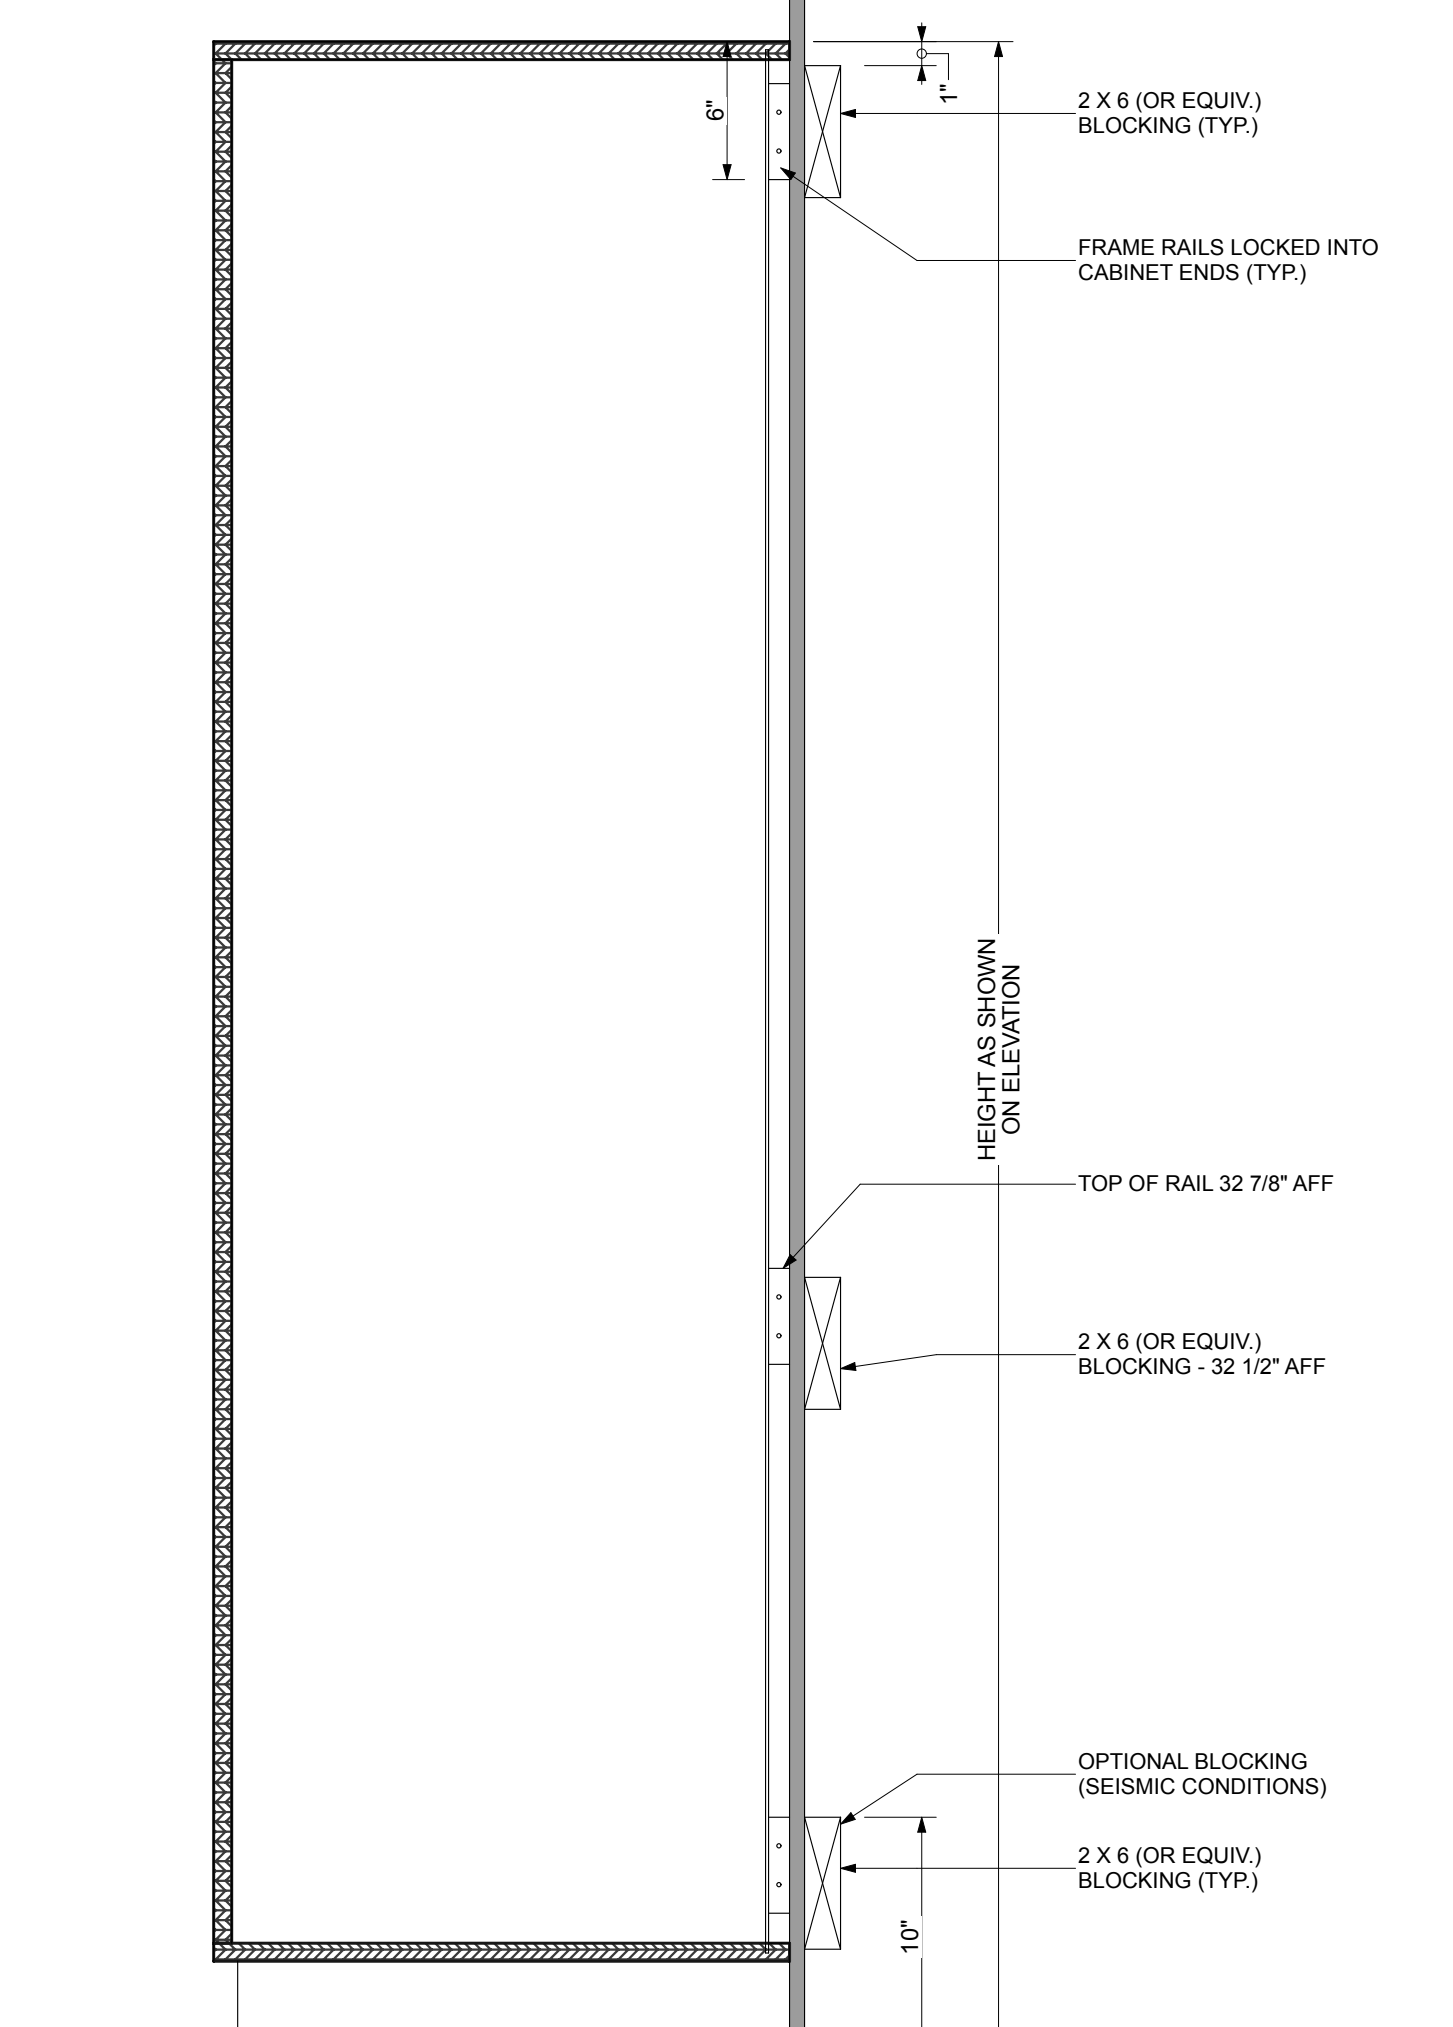 6"
1"
2 X 6 (OR EQUIV.)
BLOCKING (TYP.)
FRAME RAILS LOCKED INTO
CABINET ENDS (TYP.)
HEIGHT AS SHOWN
ON ELEVATION
TOP OF RAIL 32 7/8" AFF
2 X 6 (OR EQUIV.)
BLOCKING - 32 1/2" AFF
OPTIONAL BLOCKING
(SEISMIC CONDITIONS)
2 X 6 (OR EQUIV.)
BLOCKING (TYP.)
10"